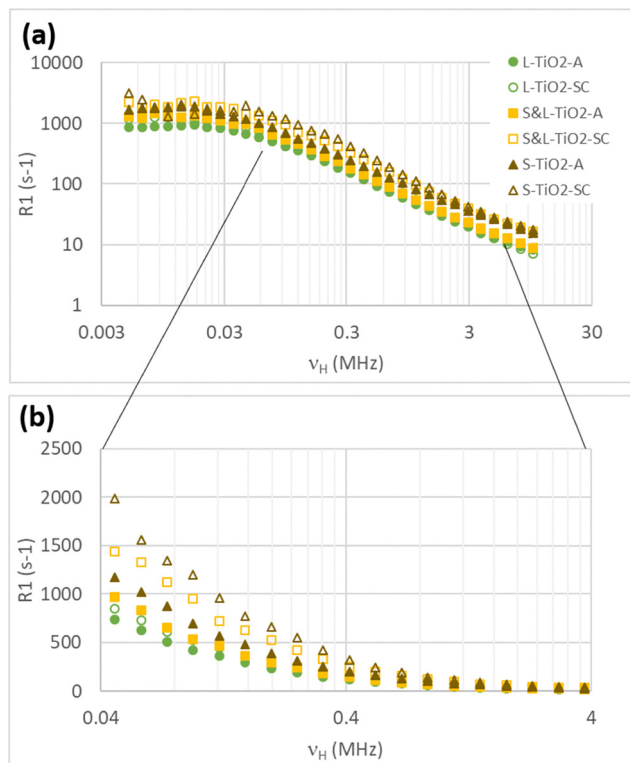 (a)
10000
1000
100
10
1
R1 (s-1)
0.003
0.03
0.3
3
30
νH (MHz)
L-TiO2-A
L-TiO2-SC
S&L-TiO2-A
S&L-TiO2-SC
S-TiO2-A
S-TiO2-SC
(b)
2500
2000
1500
1000
500
0
R1 (s-1)
0.04
0.4
4
νH (MHz)